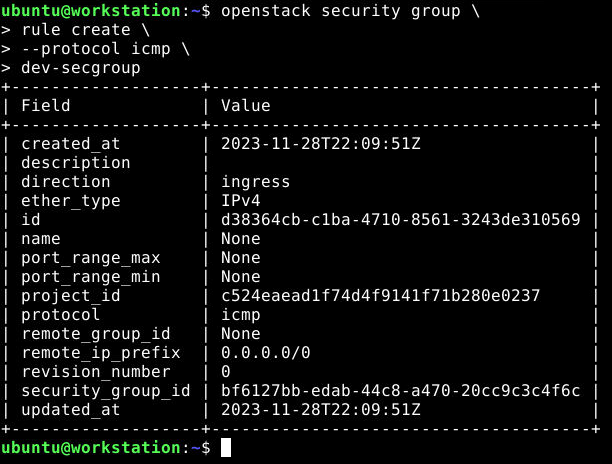 ubuntu@workstation:~$ openstack security group \
> rule create \
> --protocol icmp \
> dev-secgroup
+-------------------+--------------------------------------+
| Field             | Value                                |
+-------------------+--------------------------------------+
| created_at        | 2023-11-28T22:09:51Z                 |
| description       |                                      |
| direction         | ingress                              |
| ether_type        | IPv4                                 |
| id                | d38364cb-c1ba-4710-8561-3243de310569 |
| name              | None                                 |
| port_range_max    | None                                 |
| port_range_min    | None                                 |
| project_id        | c524eaead1f74d4f9141f71b280e0237     |
| protocol          | icmp                                 |
| remote_group_id   | None                                 |
| remote_ip_prefix  | 0.0.0.0/0                            |
| revision_number   | 0                                    |
| security_group_id | bf6127bb-edab-44c8-a470-20cc9c3c4f6c |
| updated_at        | 2023-11-28T22:09:51Z                 |
+-------------------+--------------------------------------+
ubuntu@workstation:~$